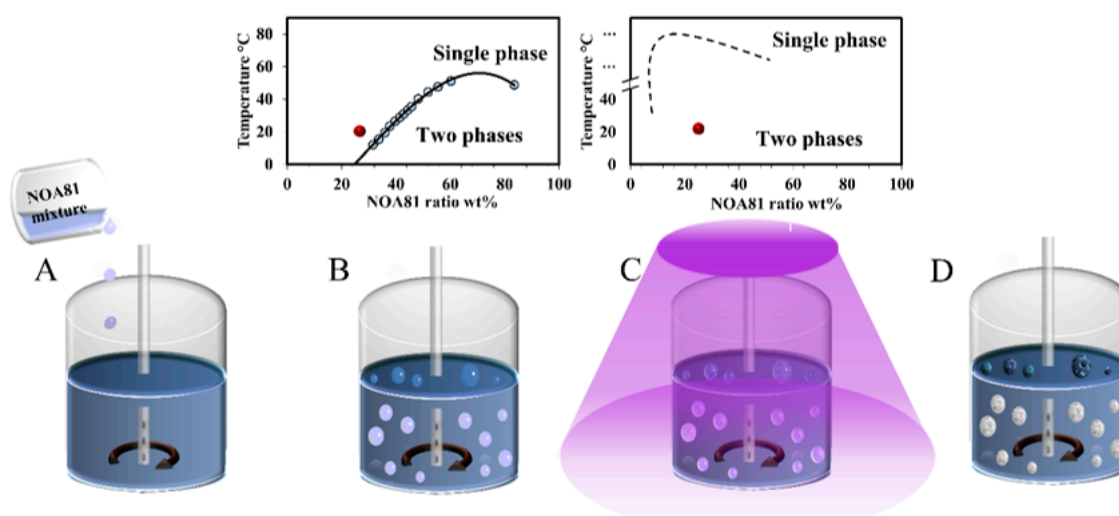 Temperature °C
80
60
40
20
0
Single phase
Two phases
0
20
40
60
80
100
NOA81 ratio wt%
Temperature °C
...
...
40
20
0
Single phase
Two phases
0
20
40
60
80
100
NOA81 ratio wt%
NOA81
mixture
A
B
C
D